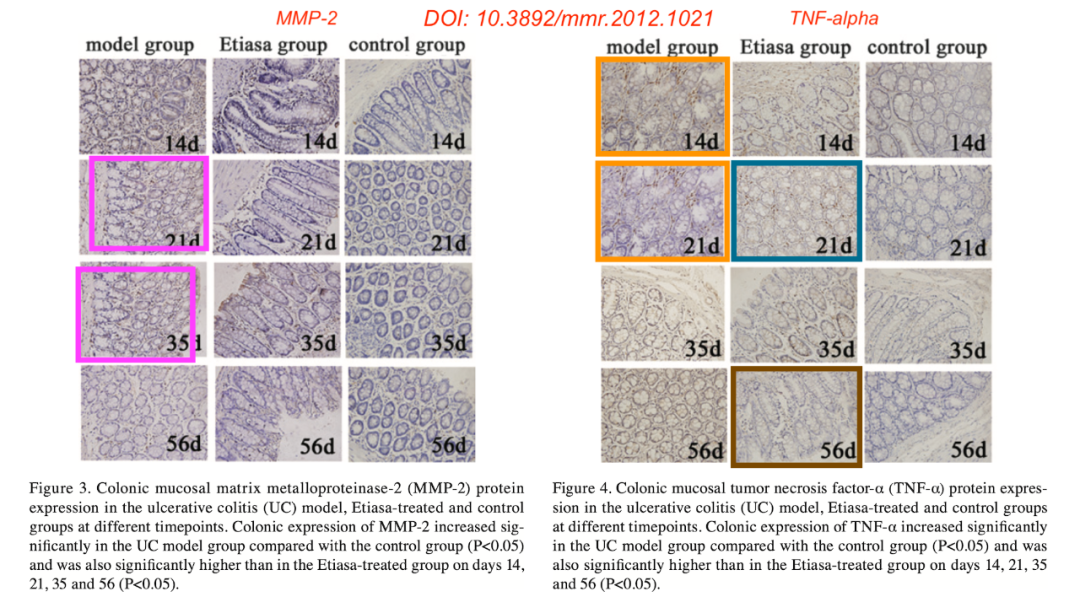 MMP-2
DOI: 10.3892/mmr.2012.1021
TNF-alpha
model group Etiasa group control group
14d 14d 14d
21d 21d 21d
35d 35d 35d
56d 56d 56d
Figure 3. Colonic mucosal matrix metalloproteinase-2 (MMP-2) protein
expression in the ulcerative colitis (UC) model, Etiasa-treated and control
groups at different timepoints. Colonic expression of MMP-2 increased sig-
nificantly in the UC model group compared with the control group (P<0.05)
and was also significantly higher than in the Etiasa-treated group on days 14,
21, 35 and 56 (P<0.05).
model group Etiasa group control group
14d 14d 14d
21d 21d 21d
35d 35d 35d
56d 56d 56d
Figure 4. Colonic mucosal tumor necrosis factor-α (TNF-α) protein expres-
sion in the ulcerative colitis (UC) model, Etiasa-treated and control groups
at different timepoints. Colonic expression of TNF-α increased significantly
in the UC model group compared with the control group (P<0.05) and was
also significantly higher than in the Etiasa-treated group on days 14, 21, 35
and 56 (P<0.05).